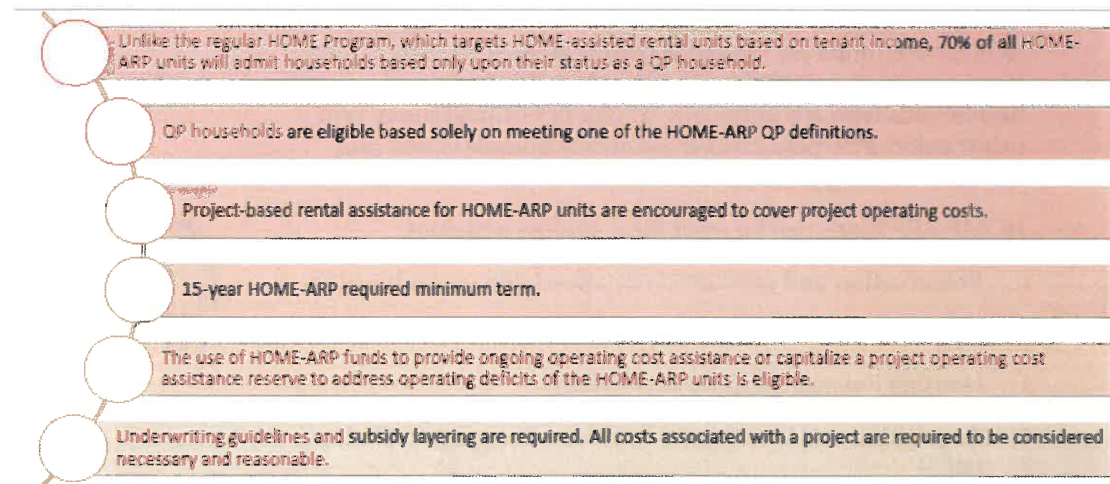 Unlike the regular HOME Program, which targets HOME-assisted rental units based on tenant income, 70% of all HOME-
ARP units will admit households based only upon their status as a QP household.
QP households are eligible based solely on meeting one of the HOME-ARP QP definitions.
Project-based rental assistance for HOME-ARP units are encouraged to cover project operating costs.
15-year HOME-ARP required minimum term.
The use of HOME-ARP funds to provide ongoing operating cost assistance or capitalize a project operating cost
assistance reserve to address operating deficits of the HOME-ARP units is eligible.
Underwriting guidelines and subsidy layering are required. All costs associated with a project are required to be considered
necessary and reasonable.